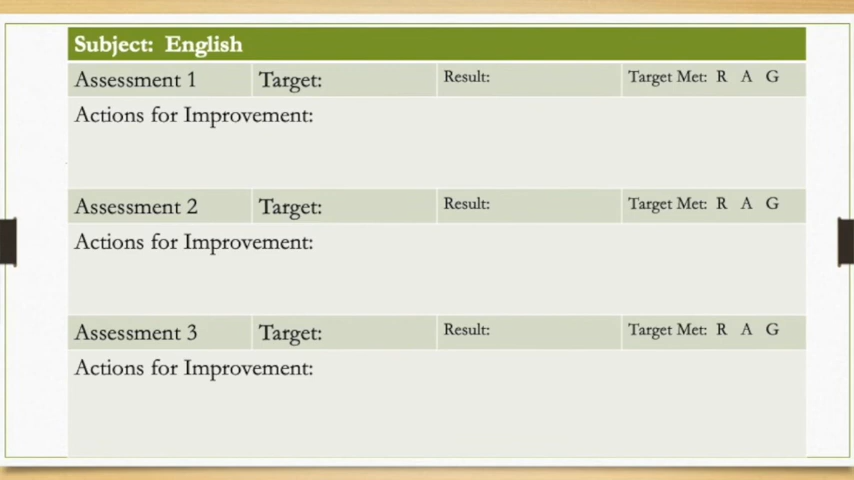 Subject: English
Assessment 1 Target: Result: Target Met: R A G
Actions for Improvement:
Assessment 2 Target: Result: Target Met: R A G
Actions for Improvement:
Assessment 3 Target: Result: Target Met: R A G
Actions for Improvement: